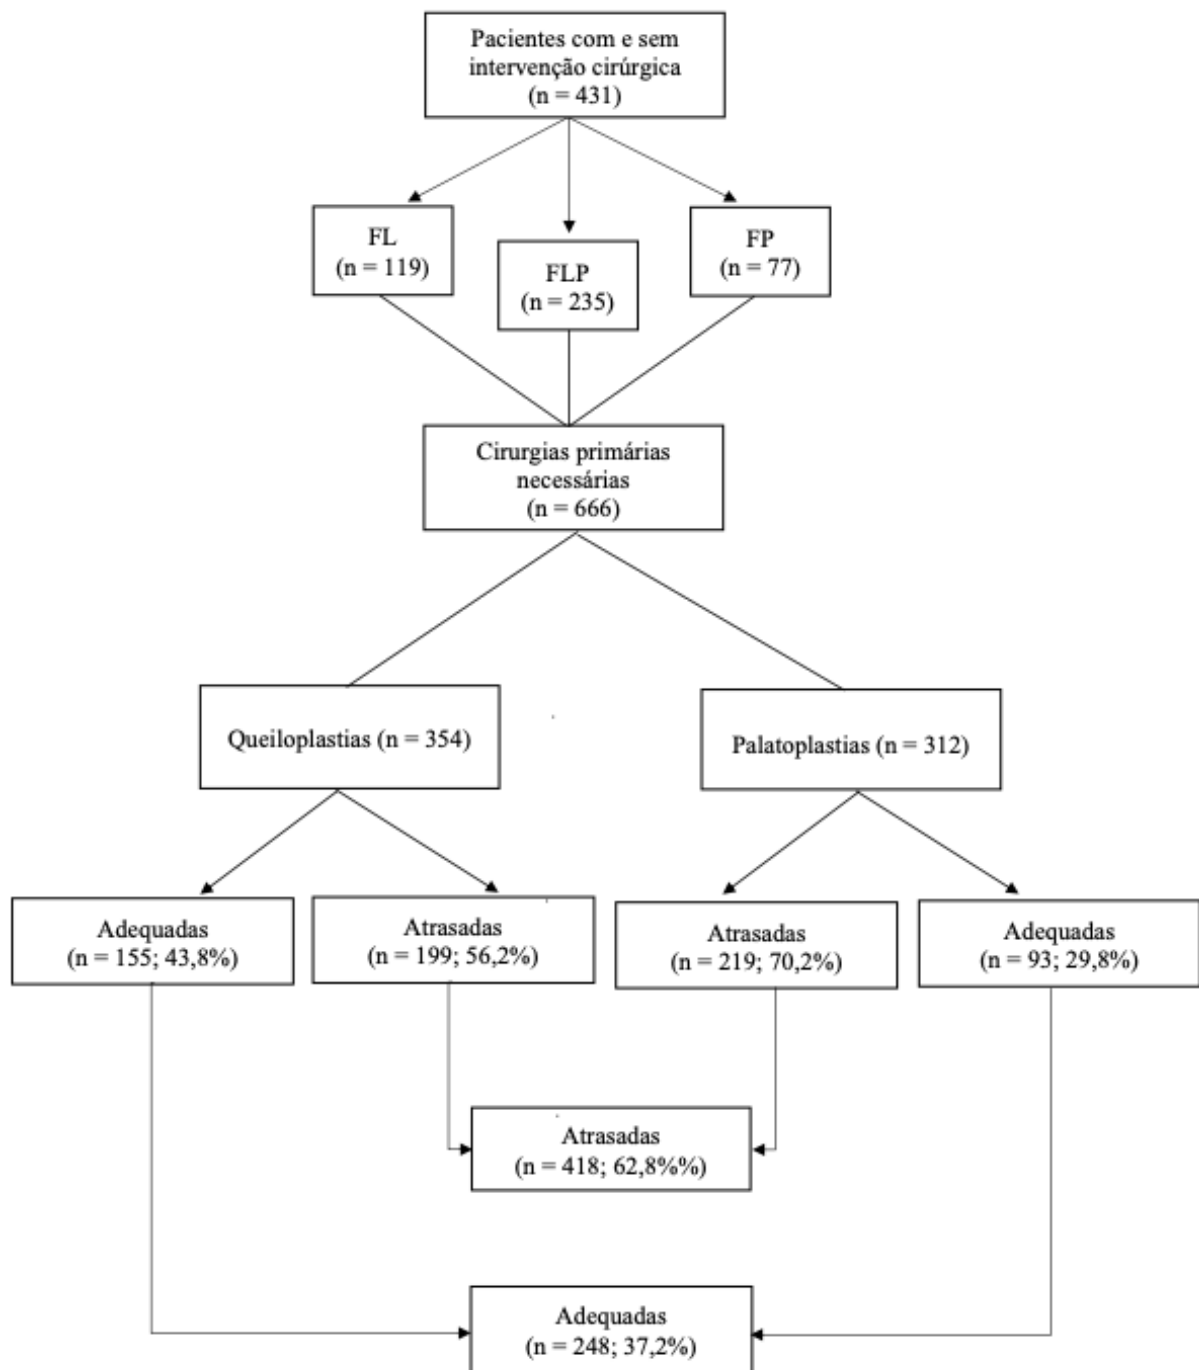 Pacientes com e sem
intervenção cirúrgica
(n = 431)
FL
(n = 119)
FLP
(n = 235)
FP
(n = 77)
Cirurgias primárias
necessárias
(n = 666)
Queiloplastias (n = 354)
Palatoplastias (n = 312)
Adequadas
(n = 155; 43,8%)
Atrasadas
(n = 199; 56,2%)
Atrasadas
(n = 219; 70,2%)
Adequadas
(n = 93; 29,8%)
Atrasadas
(n = 418; 62,8%%)
Adequadas
(n = 248; 37,2%)